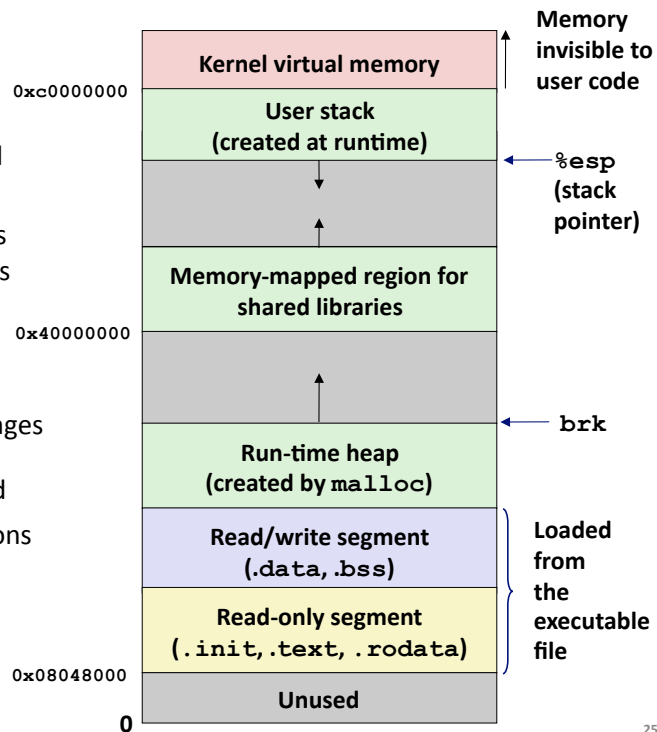 Memory
invisible to
user code
Kernel virtual memory
0xc0000000
User stack
(created at runtime)
%esp
(stack
pointer)
s
s
Memory-mapped region for
shared libraries
0x40000000
nges
brk
Run-time heap
(created by malloc)
d
ons
Read/write segment
(.data, .bss)
Loaded
from
the
executable
file
Read-only segment
(.init, .text, .rodata)
0x08048000
Unused
0
25